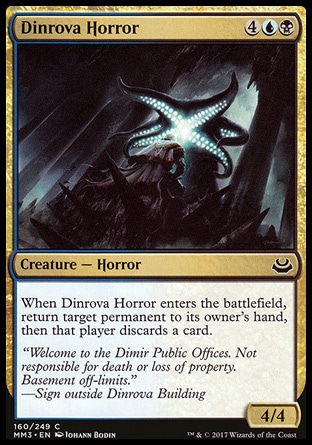 Dinrova Horror 4
Creature — Horror
When Dinrova Horror enters the battlefield,
return target permanent to its owner's hand,
then that player discards a card.
"Welcome to the Dimir Public Offices. Not
responsible for death or loss of property.
Basement off-limits."
—Sign outside Dinrova Building
4/4
160/249 C
MM3 • EN Johann Bodin
™ & © 2017 Wizards of the Coast